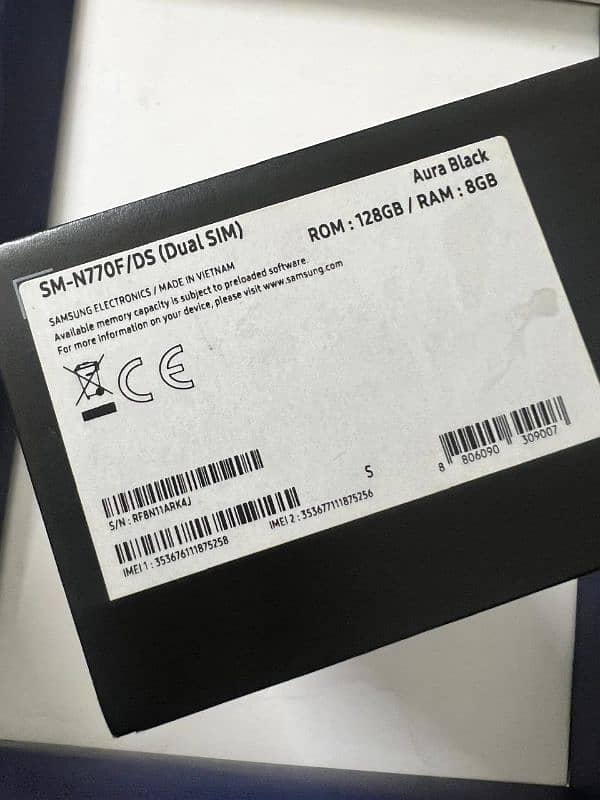 Aura Black
SM-N770F/DS (Dual SIM)
ROM : 128GB / RAM : 8GB
SAMSUNG ELECTRONICS / MADE IN VIETNAM
Available memory capacity is subject to preloaded software.
For more information on your device, please visit www.samsung.com
CE
S
8 806090 309007
S/N : RF8N11ARK4J
IMEI 1 : 353676111875258
IMEI 2 : 353677111875256